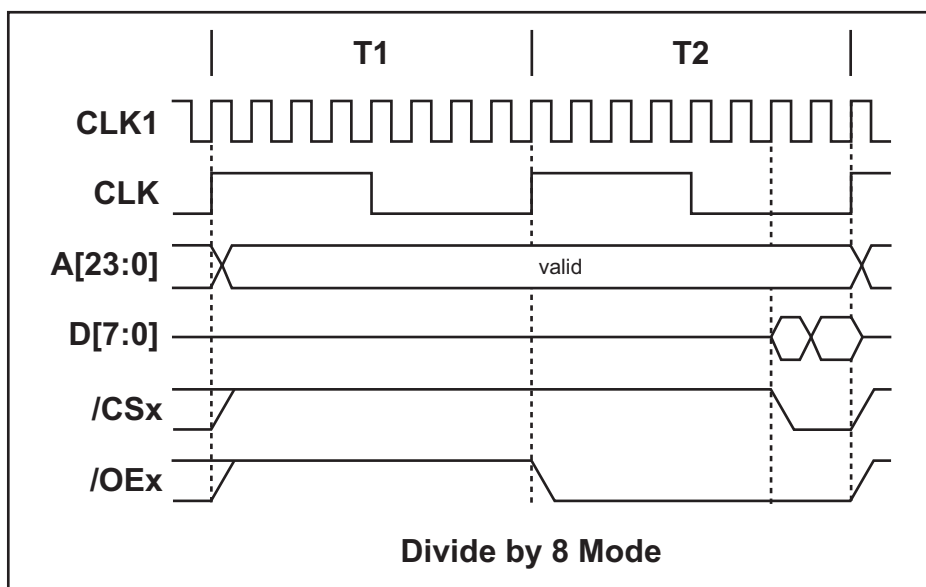 T1 T2
CLK1
CLK
A[23:0] valid
D[7:0]
/CSx
/OEx
Divide by 8 Mode